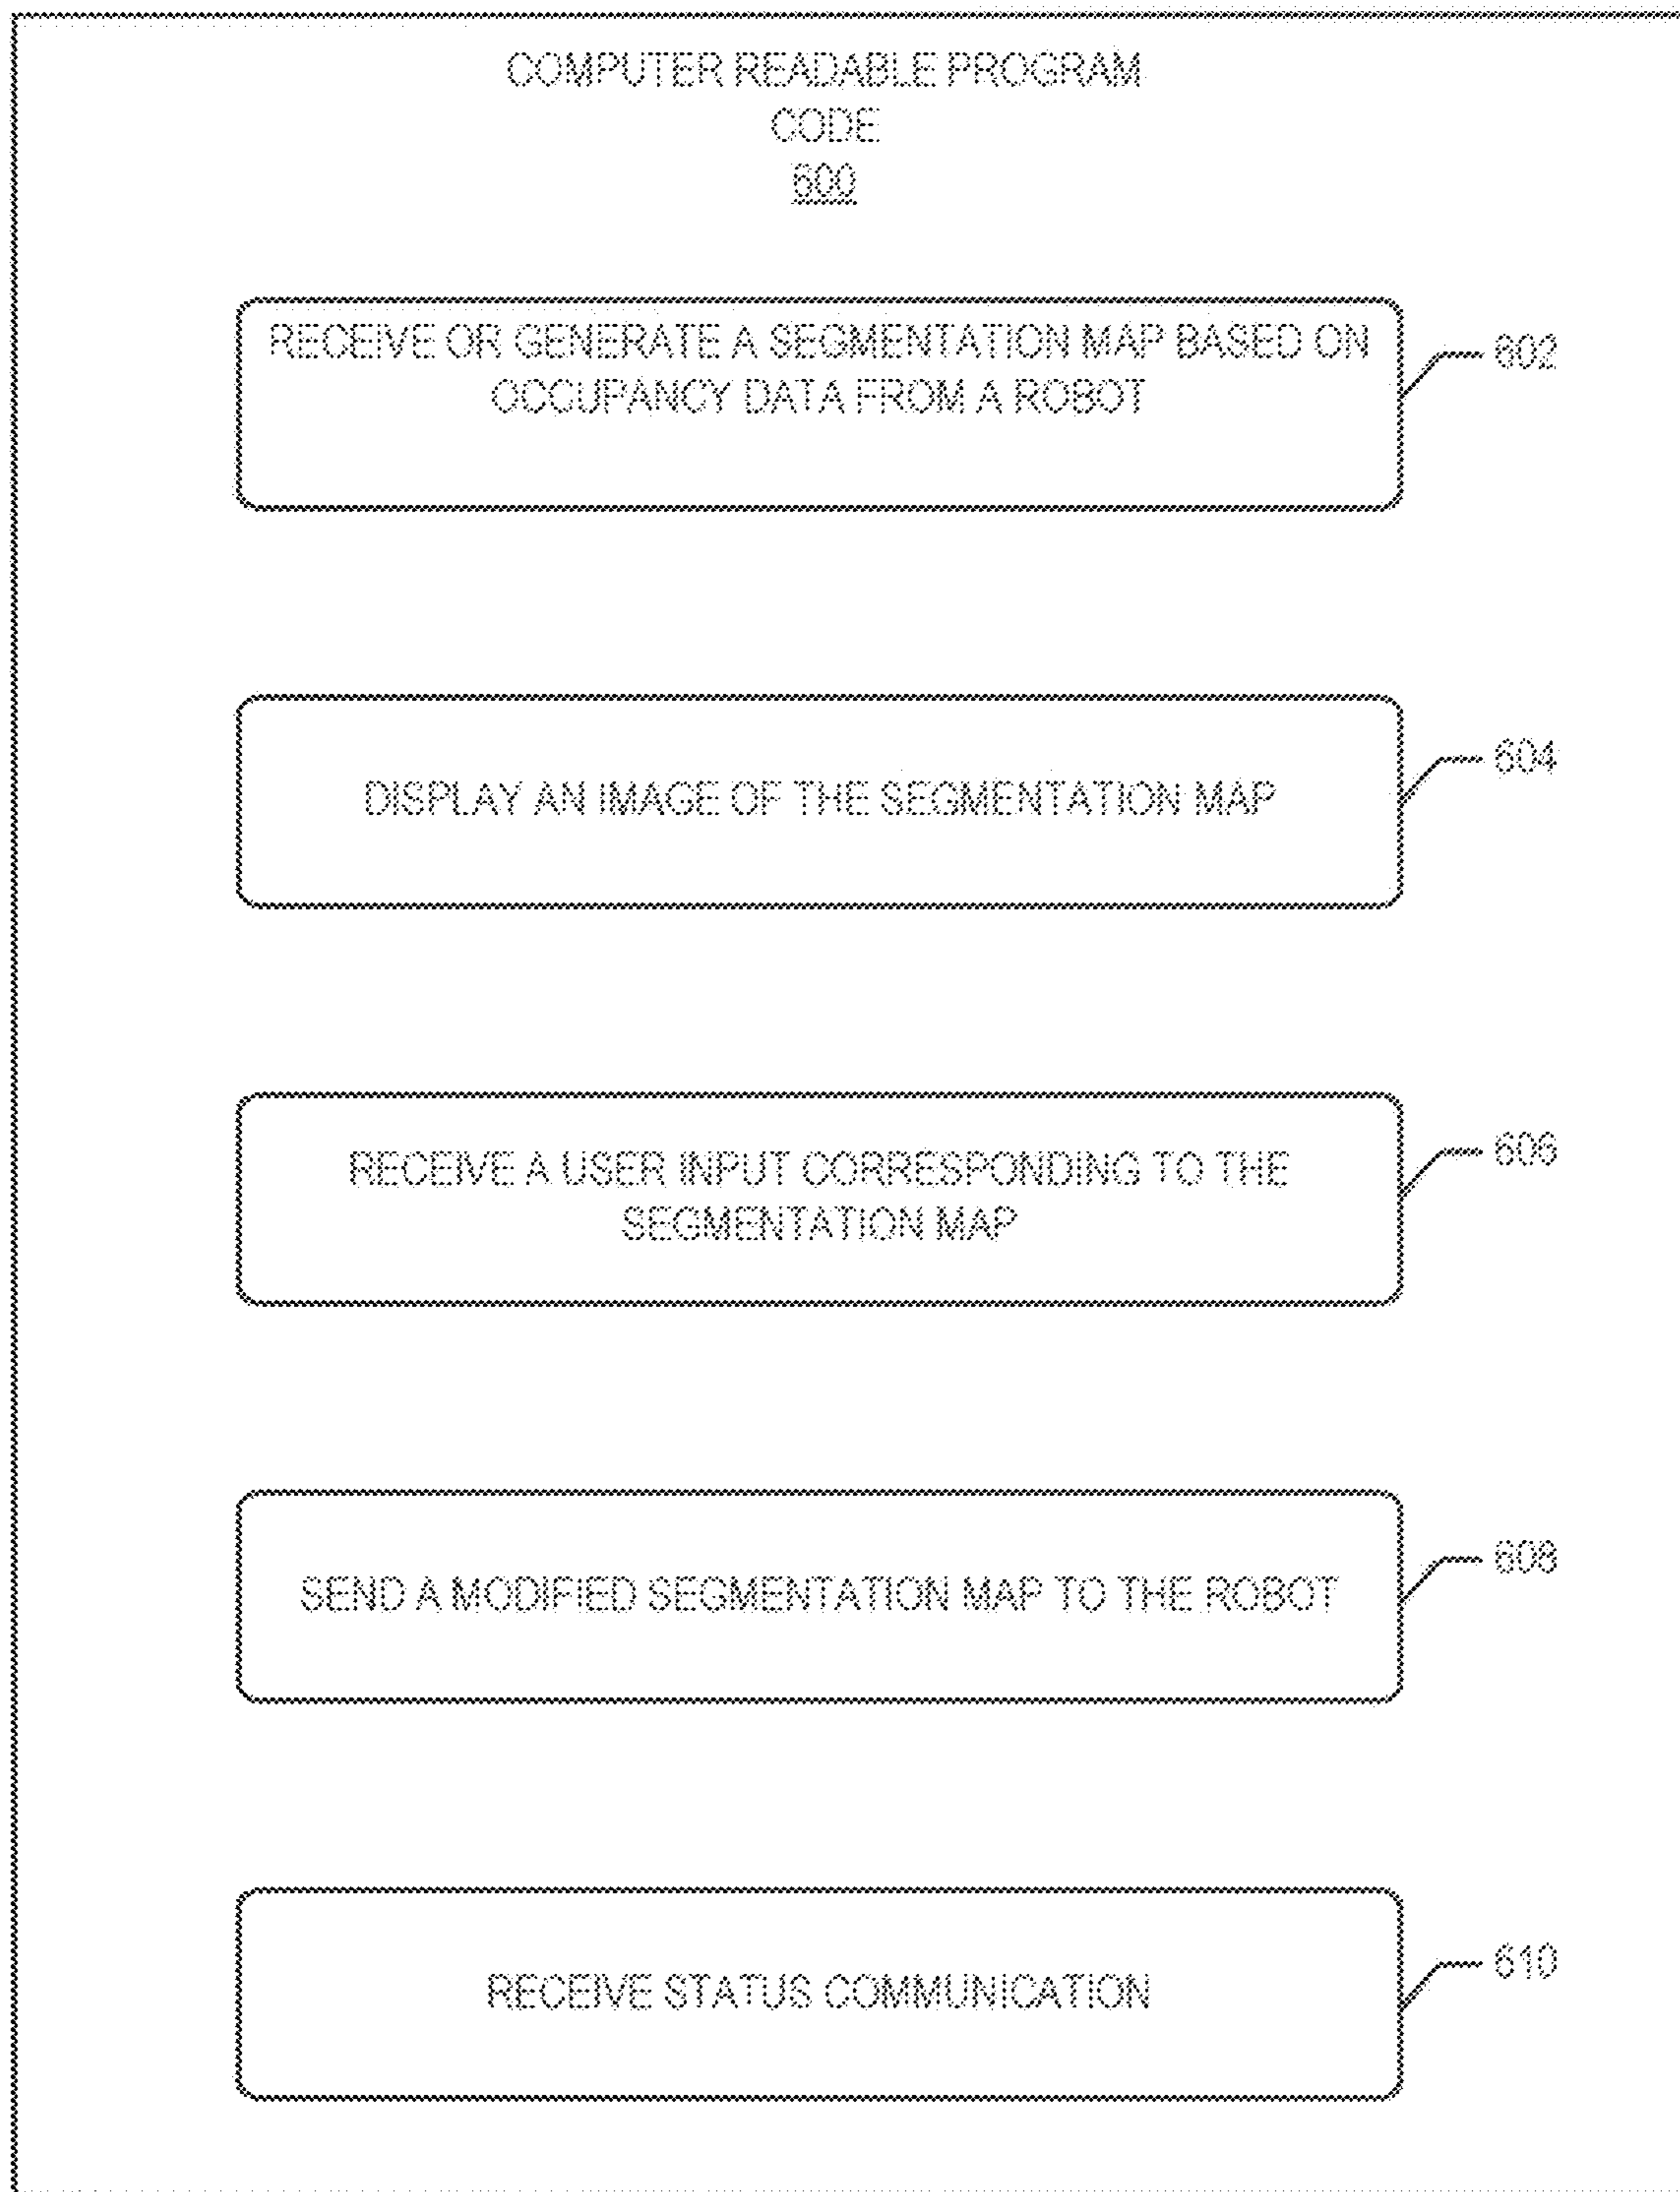 COMPUTER READABLE PROGRAM
CODE
600
RECEIVE OR GENERATE A SEGMENTATION MAP BASED ON
OCCUPANCY DATA FROM A ROBOT
602
DISPLAY AN IMAGE OF THE SEGMENTATION MAP
604
RECEIVE A USER INPUT CORRESPONDING TO THE
SEGMENTATION MAP
606
SEND A MODIFIED SEGMENTATION MAP TO THE ROBOT
608
RECEIVE STATUS COMMUNICATION
610